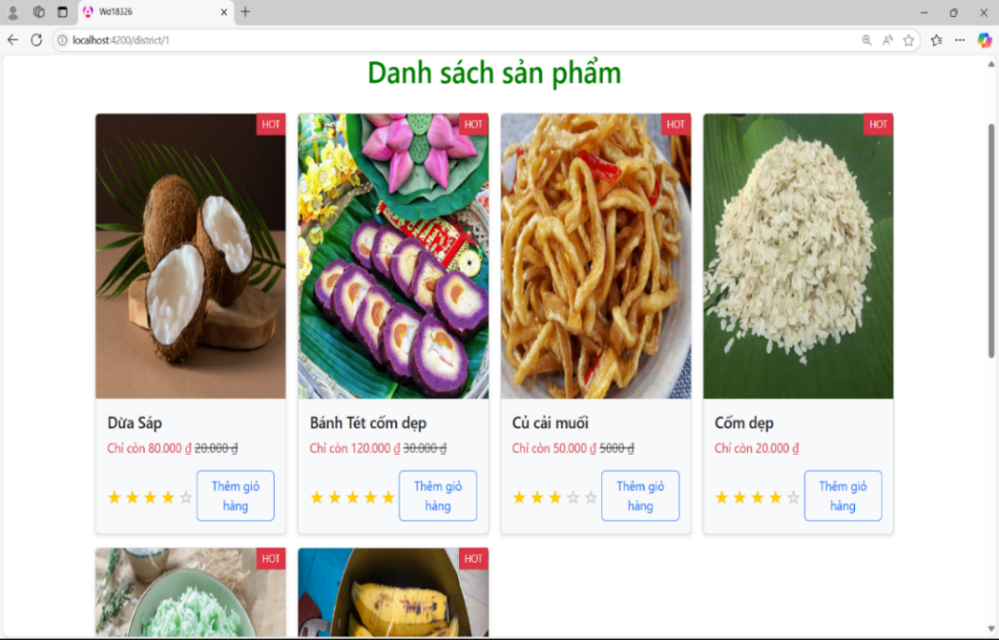 Wd18326
localhost:4200/district/1
Danh sách sản phẩm
HOT
HOT
HOT
HOT
Dừa Sáp
Chỉ còn 80.000 ₫ 20.000 ₫
Thêm giỏ
hàng
Bánh Tét cốm dẹp
Chỉ còn 120.000 ₫ 30.000 ₫
Thêm giỏ
hàng
Củ cải muối
Chỉ còn 50.000 ₫ 5000 ₫
Thêm giỏ
hàng
Cốm dẹp
Chỉ còn 20.000 ₫
Thêm giỏ
hàng
HOT
HOT